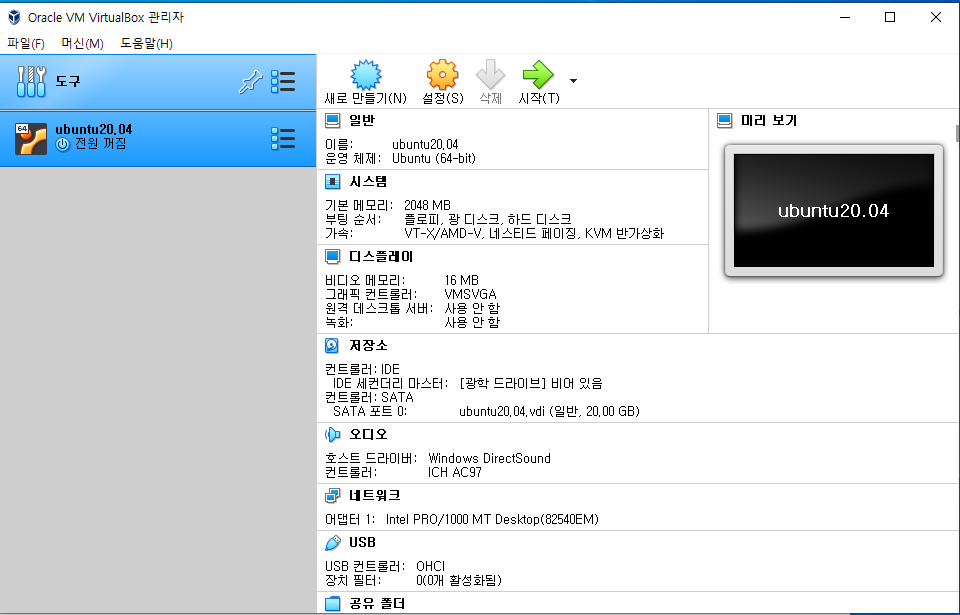 Oracle VM VirtualBox 관리자
파일(F) 머신(M) 도움말(H)
도구
새로 만들기(N) 설정(S) 삭제 시작(T)
64
ubuntu20.04
전원 꺼짐
일반
이름: ubuntu20.04
운영 체제: Ubuntu (64-bit)
시스템
기본 메모리: 2048 MB
부팅 순서: 플로피, 광 디스크, 하드 디스크
가속: VT-X/AMD-V, 네스티드 페이징, KVM 반가상화
디스플레이
비디오 메모리: 16 MB
그래픽 컨트롤러: VMSVGA
원격 데스크톱 서버: 사용 안 함
녹화: 사용 안 함
미리 보기
ubuntu20.04
저장소
컨트롤러: IDE
IDE 세컨더리 마스터: [광학 드라이브] 비어 있음
컨트롤러: SATA
SATA 포트 0: ubuntu20.04.vdi (일반, 20.00 GB)
오디오
호스트 드라이버: Windows DirectSound
컨트롤러: ICH AC97
네트워크
어댑터 1: Intel PRO/1000 MT Desktop(82540EM)
USB
USB 컨트롤러: OHCI
장치 필터: 0(0개 활성화됨)
공유 폴더